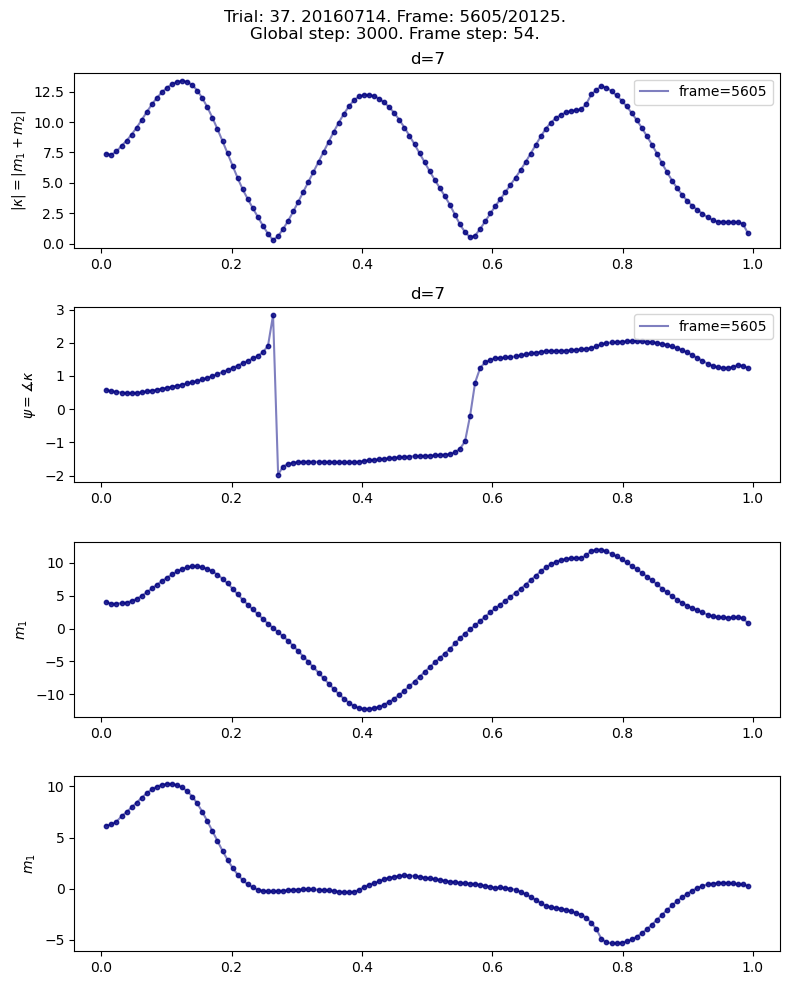 Trial: 37. 20160714. Frame: 5605/20125.
Global step: 3000. Frame step: 54.
d=7
|κ| = |m₁ + m₂|
12.5
10.0
7.5
5.0
2.5
0.0
frame=5605
0.0 0.2 0.4 0.6 0.8 1.0
d=7
ψ = ∡κ
3
2
1
0
−1
−2
frame=5605
0.0 0.2 0.4 0.6 0.8 1.0
m₁
10
5
0
−5
−10
0.0 0.2 0.4 0.6 0.8 1.0
m₁
10
5
0
−5
0.0 0.2 0.4 0.6 0.8 1.0